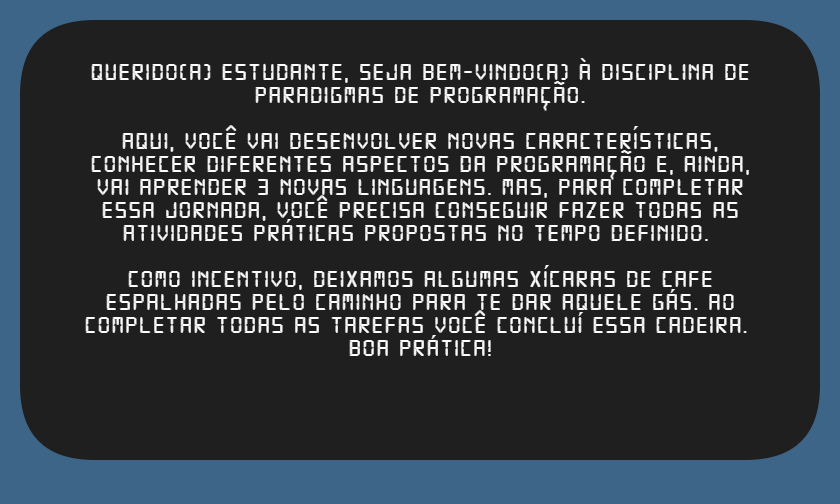 QUERIDO(A) ESTUDANTE, SEJA BEM-VINDO(A) À DISCIPLINA DE
PARADIGMAS DE PROGRAMAÇÃO.
AQUI, VOCÊ VAI DESENVOLVER NOVAS CARACTERÍSTICAS,
CONHECER DIFERENTES ASPECTOS DA PROGRAMAÇÃO E, AINDA,
VAI APRENDER 3 NOVAS LINGUAGENS. MAS, PARA COMPLETAR
ESSA JORNADA, VOCÊ PRECISA CONSEGUIR FAZER TODAS AS
ATIVIDADES PRÁTICAS PROPOSTAS NO TEMPO DEFINIDO.
COMO INCENTIVO, DEIXAMOS ALGUMAS XÍCARAS DE CAFE
ESPALHADAS PELO CAMINHO PARA TE DAR AQUELE GÁS. AO
COMPLETAR TODAS AS TAREFAS VOCÊ CONCLUÍ ESSA CADEIRA.
BOA PRÁTICA!